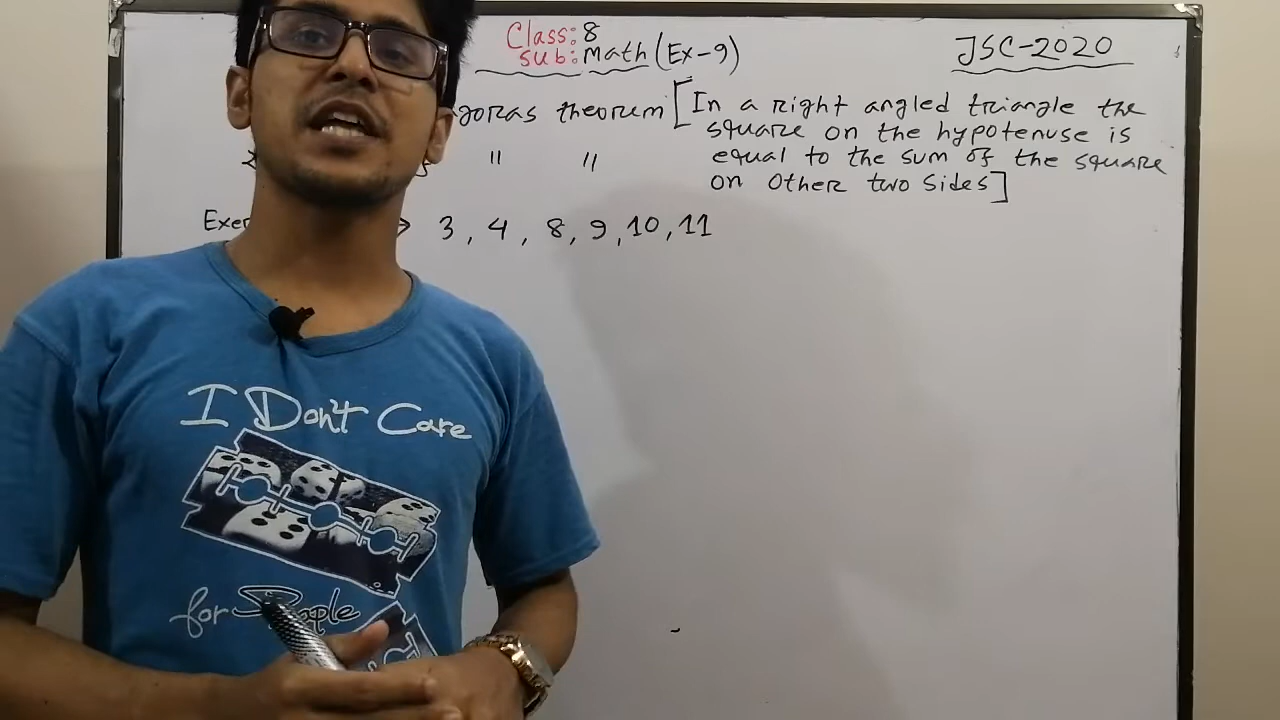 Class: 8
Sub: Math (Ex-9)
JSC-2020
goras theorem [In a right angled triangle the
square on the hypotenuse is
" " equal to the sum of the square
on other two sides]
Exer 3, 4, 8, 9, 10, 11
I Don't Care
for People